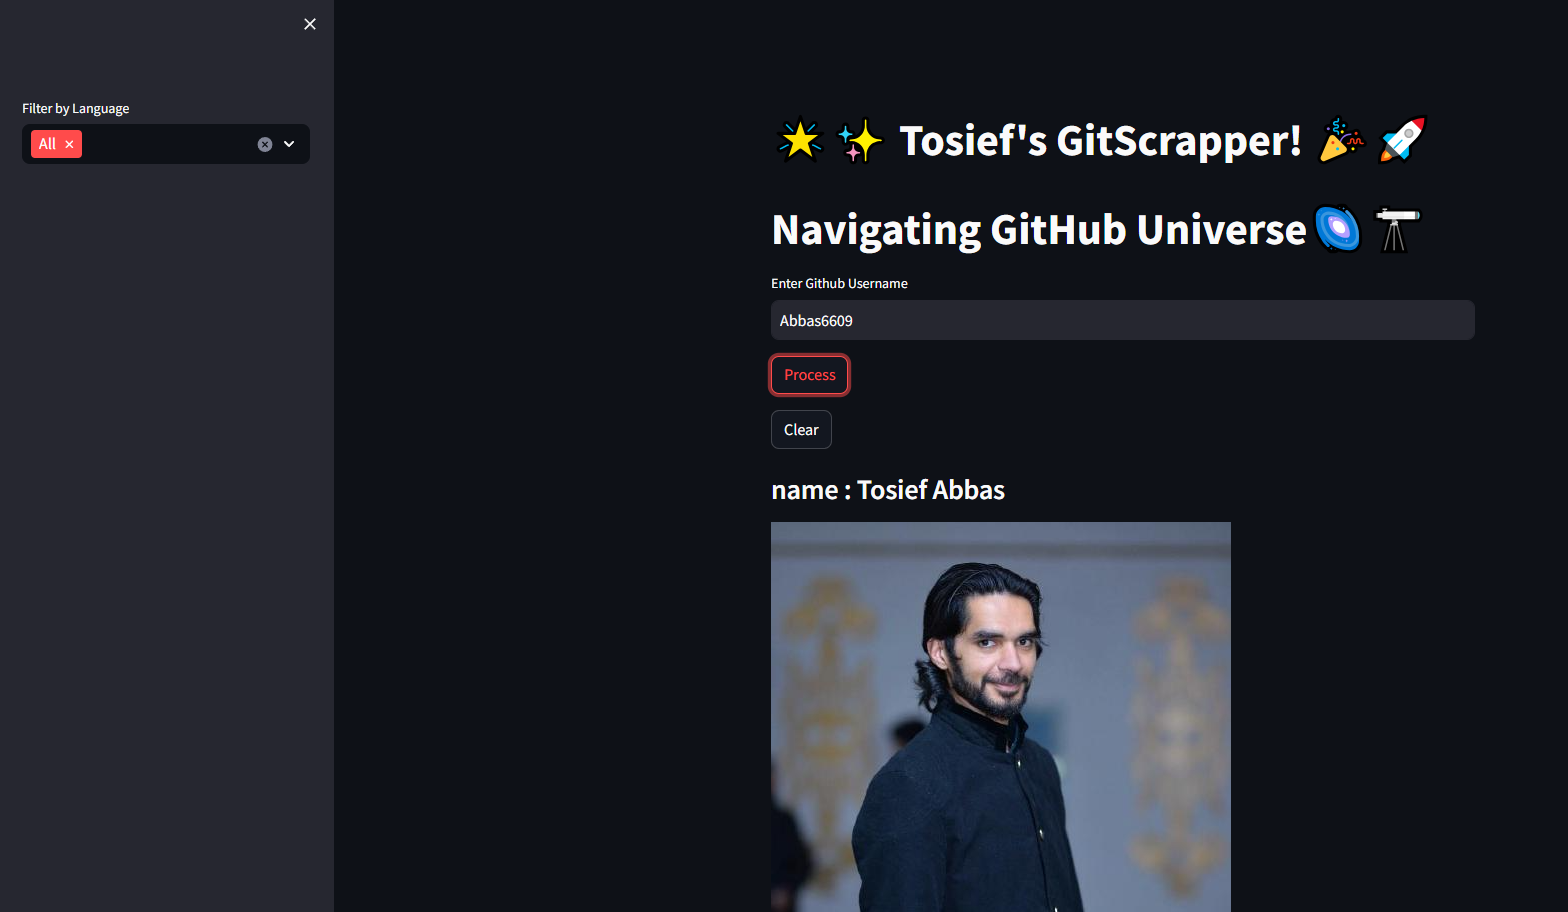 Filter by Language
All
Tosief's GitScrapper!
Navigating GitHub Universe
Enter Github Username
Abbas6609
Process
Clear
name : Tosief Abbas